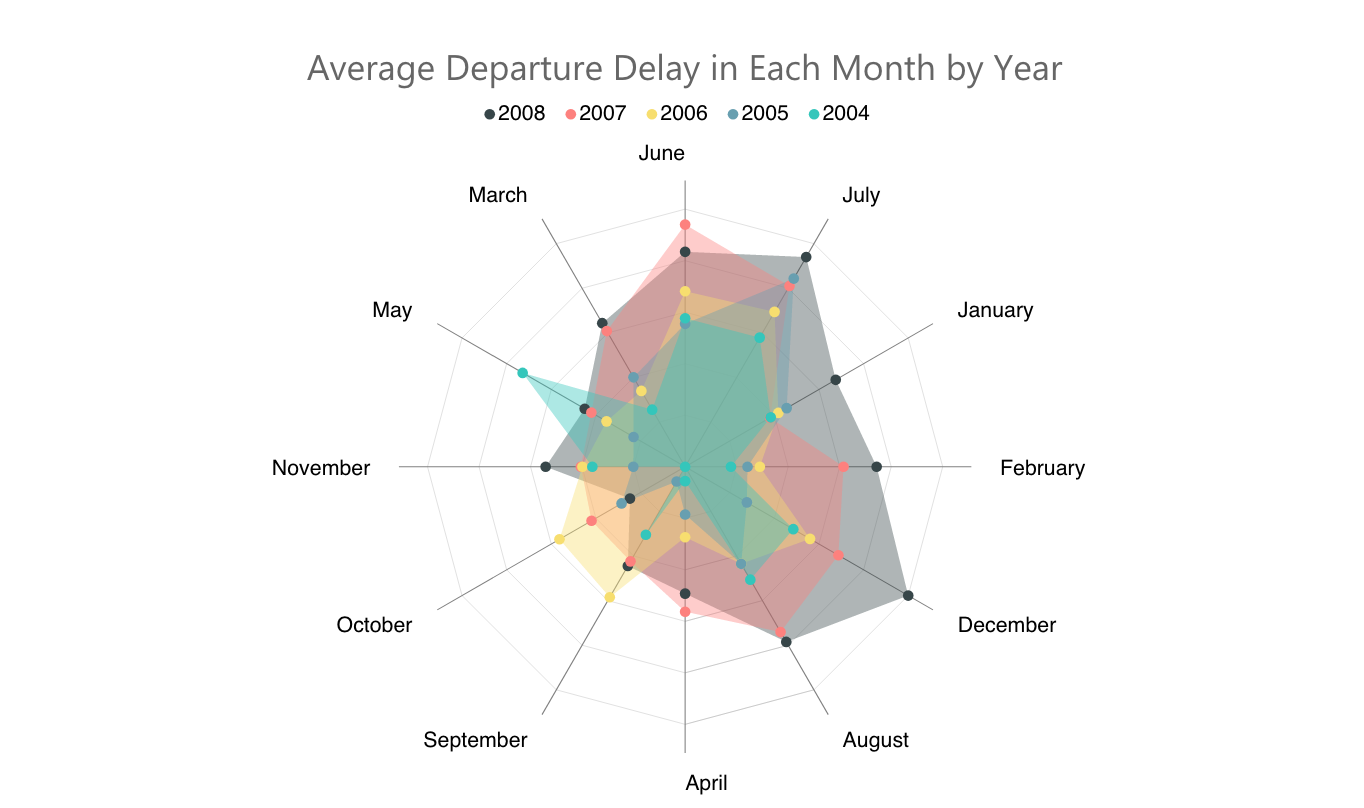 Average Departure Delay in Each Month by Year
2008 2007 2006 2005 2004
June
March
July
May
January
November
February
October
December
September
August
April